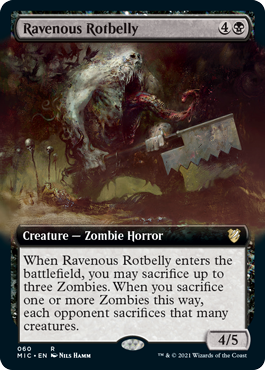 Ravenous Rotbelly 4
Creature — Zombie Horror
When Ravenous Rotbelly enters the
battlefield, you may sacrifice up to
three Zombies. When you sacrifice
one or more Zombies this way,
each opponent sacrifices that many
creatures.
4/5
060 R
MIC • EN Nils Hamm
™ & © 2021 Wizards of the Coast